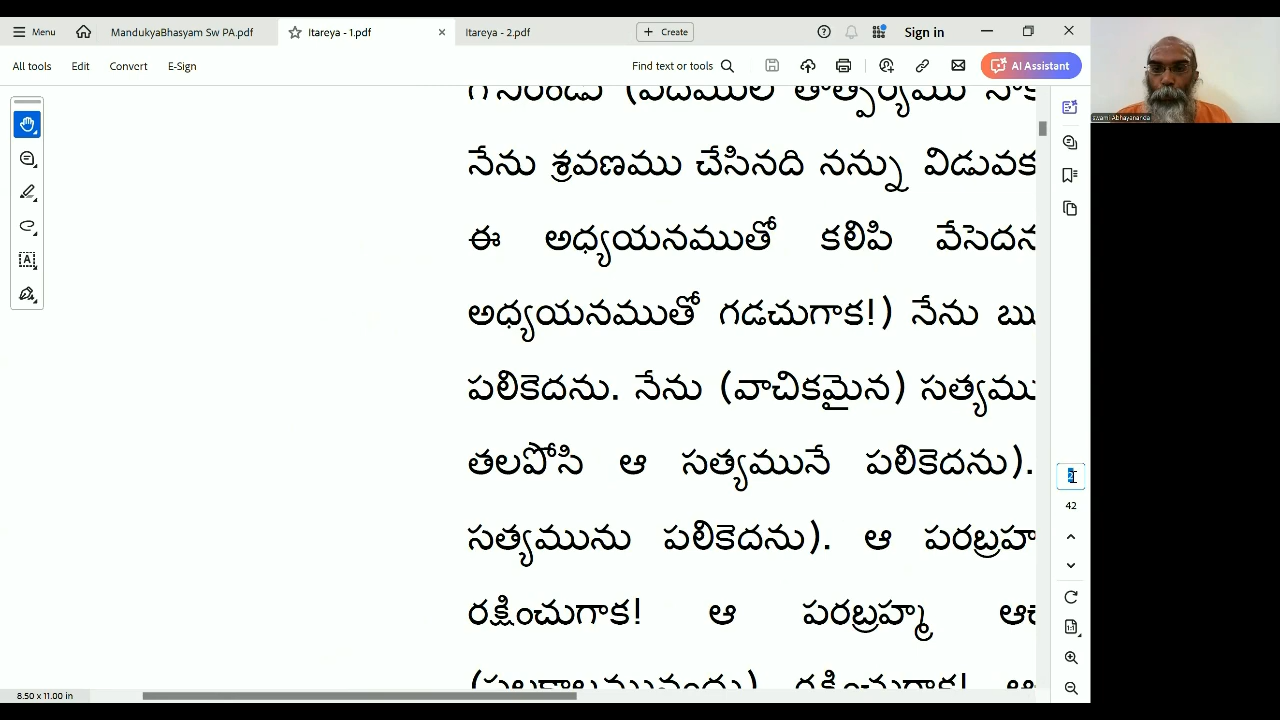 Menu
MandukyaBhasyam Sw PA.pdf
Itareya - 1.pdf
Itareya - 2.pdf
Create
Sign in
All tools
Edit
Convert
E-Sign
Find text or tools
AI Assistant
swami Abhayananda
నేను శ్రవణము చేసినది నన్ను విడువక
ఈ అధ్యయనముతో కలిపి వేసెదన
అధ్యయనముతో గడచుగాక!) నేను ఋ
పలికెదను. నేను (వాచికమైన) సత్యము
తలపోసి ఆ సత్యమునే పలికెదను).
సత్యమును పలికెదను). ఆ పరబ్రహ
రక్షించుగాక! ఆ పరబ్రహ్మ
రక్షించుగాక!
42
8.50 x 11.00 in